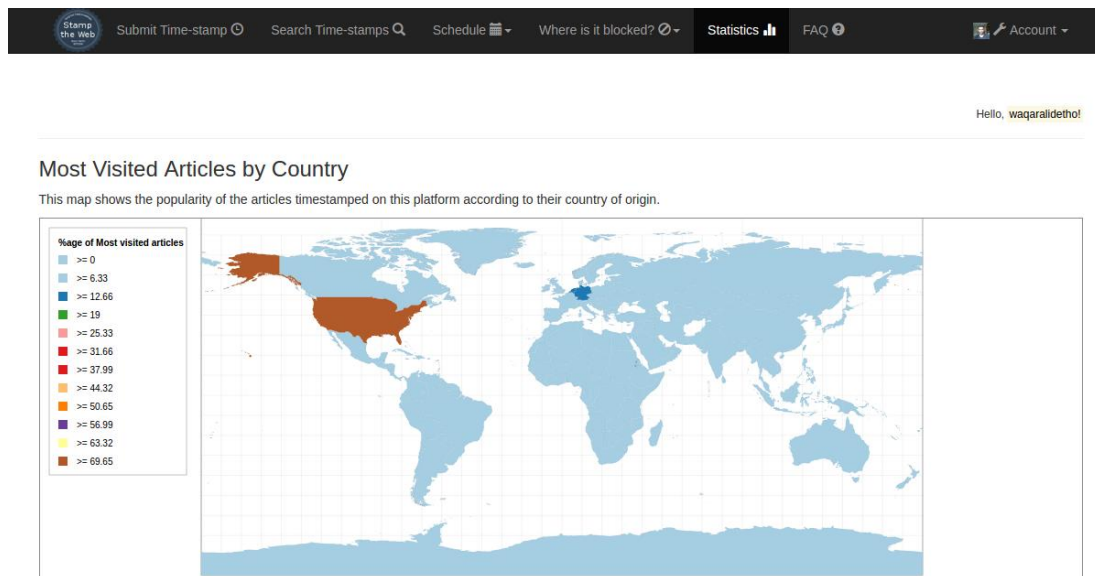 Stamp
the Web
Submit Time-stamp
Search Time-stamps
Schedule
Where is it blocked?
Statistics
FAQ
Account
Hello, waqaralidetho!
Most Visited Articles by Country
This map shows the popularity of the articles timestamped on this platform according to their country of origin.
%age of Most visited articles
>= 0
>= 6.33
>= 12.66
>= 19
>= 25.33
>= 31.66
>= 37.99
>= 44.32
>= 50.65
>= 56.99
>= 63.32
>= 69.65